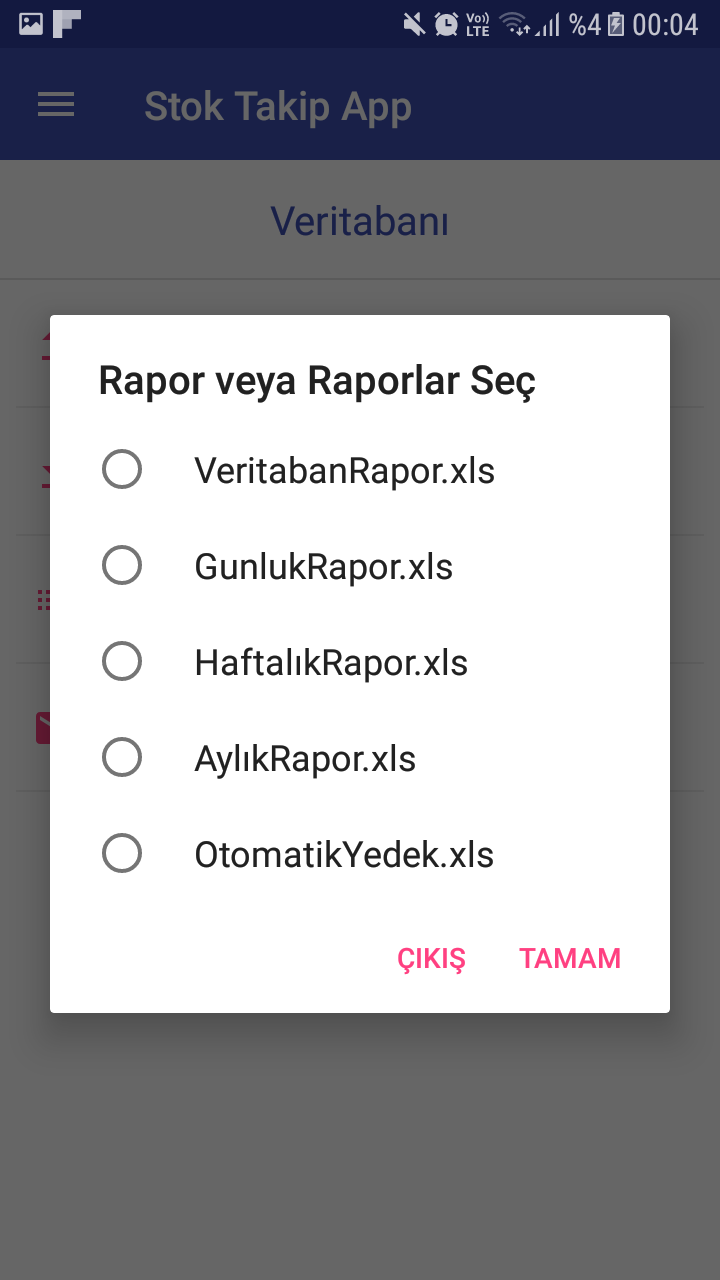 Vo))
LTE
%4
00:04
Stok Takip App
Veritabanı
Rapor veya Raporlar Seç
VeritabanRapor.xls
GunlukRapor.xls
HaftalıkRapor.xls
AylıkRapor.xls
OtomatikYedek.xls
ÇIKIŞ TAMAM